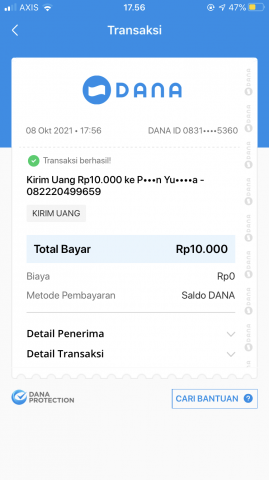 AXIS 17.56 47%
Transaksi
DANA
08 Okt 2021 • 17:56 DANA ID 0831••••5360
Transaksi berhasil!
Kirim Uang Rp10.000 ke P•••n Yu••••a -
082220499659
KIRIM UANG
Total Bayar Rp10.000
Biaya Rp0
Metode Pembayaran Saldo DANA
Detail Penerima
Detail Transaksi
DANA
PROTECTION
CARI BANTUAN ?